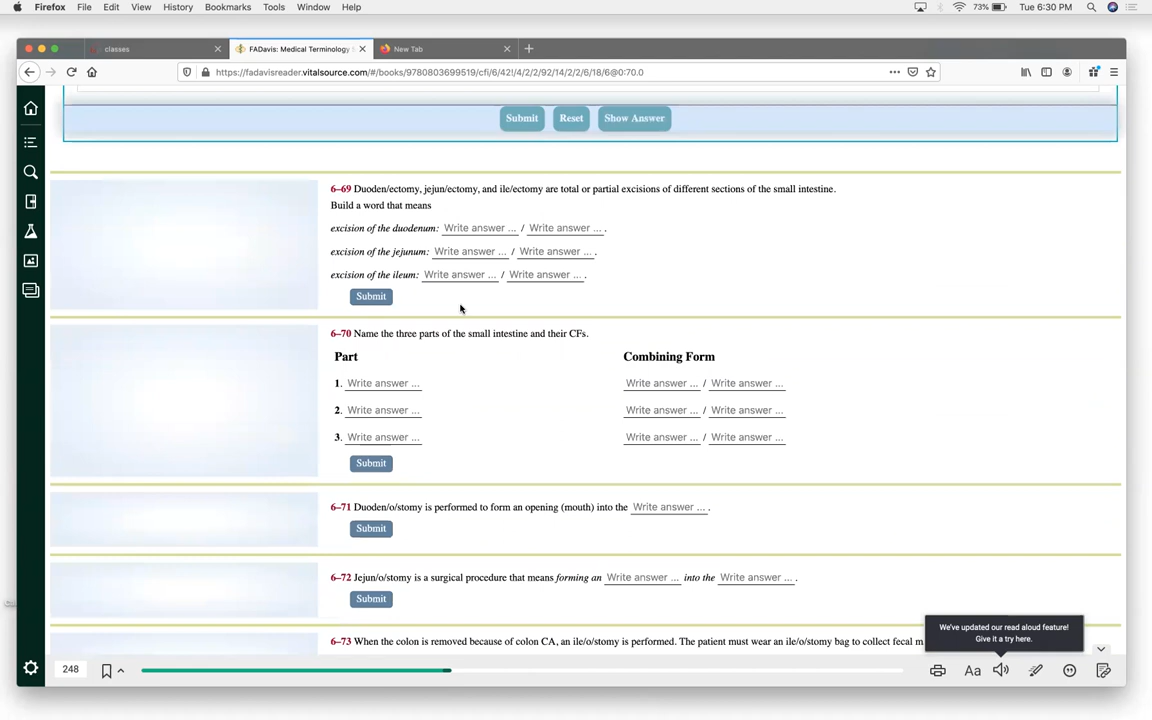 Firefox File Edit View History Bookmarks Tools Window Help 73% Tue 6:30 PM
classes FADavis: Medical Terminology New Tab
https://fadavisreader.vitalsource.com/#/books/9780803699519/cfi/6/42!/4/2/2/92/14/2/2/6/18/6@0:70.0
Submit Reset Show Answer
6–69 Duoden/ectomy, jejun/ectomy, and ile/ectomy are total or partial excisions of different sections of the small intestine.
Build a word that means
excision of the duodenum: Write answer ... / Write answer ... .
excision of the jejunum: Write answer ... / Write answer ... .
excision of the ileum: Write answer ... / Write answer ... .
Submit
6–70 Name the three parts of the small intestine and their CFs.
Part Combining Form
1. Write answer ... Write answer ... / Write answer ...
2. Write answer ... Write answer ... / Write answer ...
3. Write answer ... Write answer ... / Write answer ...
Submit
6–71 Duoden/o/stomy is performed to form an opening (mouth) into the Write answer ... .
Submit
6–72 Jejun/o/stomy is a surgical procedure that means forming an Write answer ... into the Write answer ... .
Submit
We've updated our read aloud feature!
Give it a try here.
6–73 When the colon is removed because of colon CA, an ile/o/stomy is performed. The patient must wear an ile/o/stomy bag to collect fecal m
248 Aa